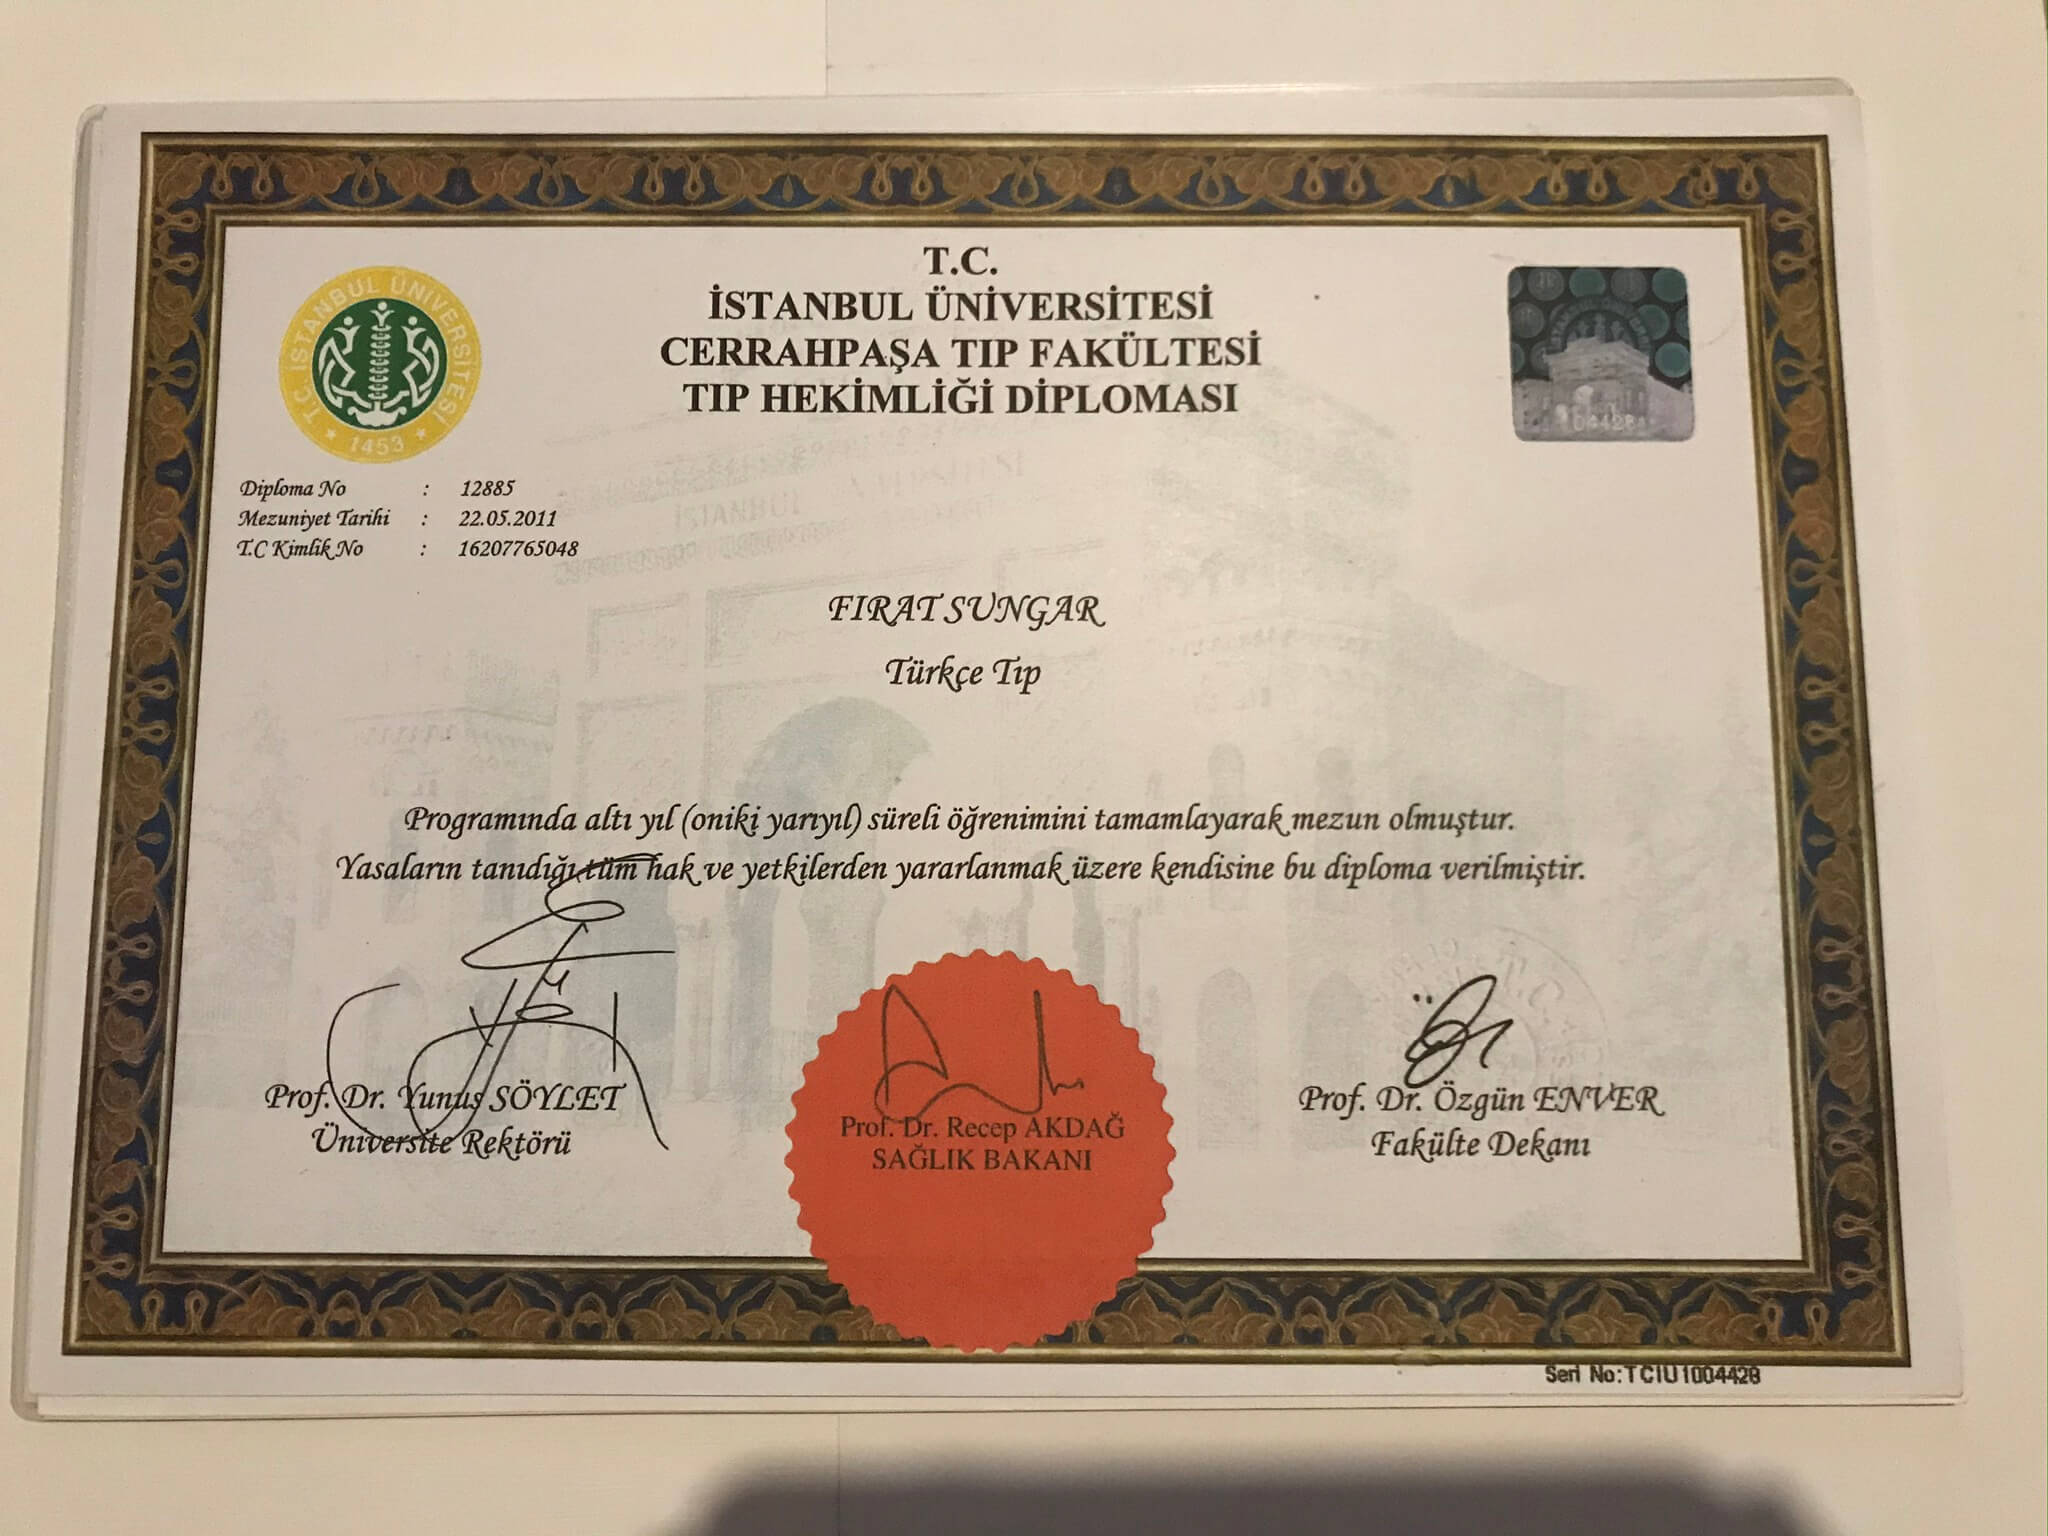 T.C.
İSTANBUL ÜNİVERSİTESİ
CERRAHPAŞA TIP FAKÜLTESİ
TIP HEKİMLİĞİ DİPLOMASI
T.C. İSTANBUL ÜNİVERSİTESİ
1453
Diploma No : 12885
Mezuniyet Tarihi : 22.05.2011
T.C Kimlik No : 16207765048
FIRAT SUNGAR
Türkçe Tıp
Programında altı yıl (oniki yarıyıl) süreli öğrenimini tamamlayarak mezun olmuştur.
Yasaların tanıdığı tüm hak ve yetkilerden yararlanmak üzere kendisine bu diploma verilmiştir.
Prof. Dr. Yunus SÖYLET
Üniversite Rektörü
Prof. Dr. Recep AKDAĞ
SAĞLIK BAKANI
Prof. Dr. Özgün ENVER
Fakülte Dekanı
Seri No:TCIU1004428